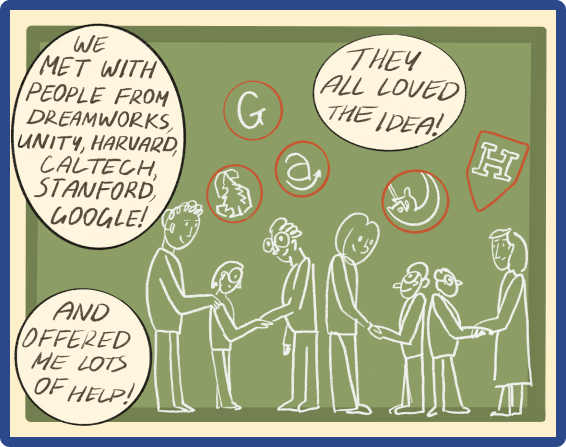 WE
MET WITH
PEOPLE FROM
DREAMWORKS,
UNITY, HARVARD,
CALTECH,
STANFORD,
GOOGLE!
THEY
ALL LOVED
THE IDEA!
G
a
H
AND
OFFERED
ME LOTS
OF HELP!